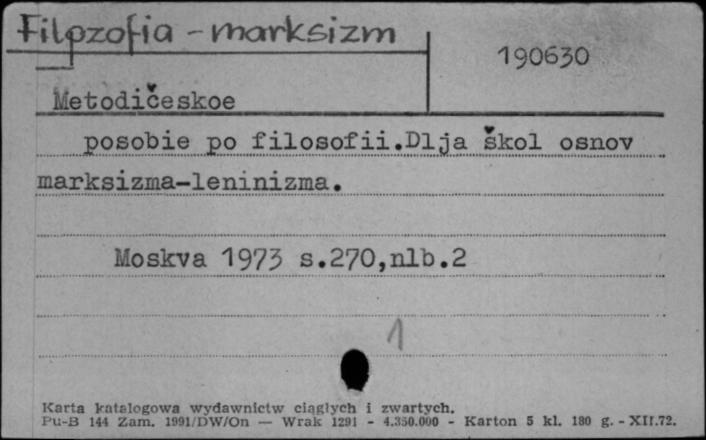 Filozofia - marksizm
190630
Metodičeskoe
posobie po filosofii.Dlja škol osnov
marksizma-leninizma.
Moskva 1973 s.270,nlb.2
1
Karta katalogowa wydawnictw ciągłych i zwartych.
Pu-B 144 Zam. 1991/DW/On — Wrak 1291 - 4.350.000 - Karton 5 kl. 180 g. - XII.72.